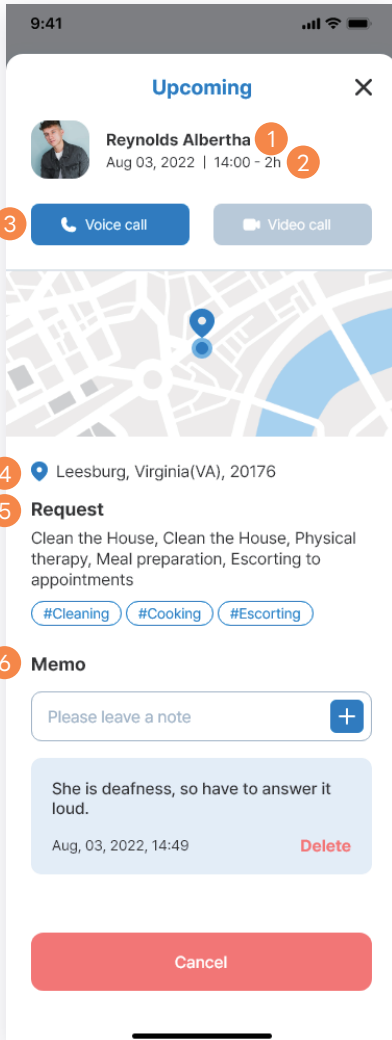 9:41
Upcoming
Reynolds Albertha 1
Aug 03, 2022 | 14:00 - 2h 2
3 Voice call Video call
4 Leesburg, Virginia(VA), 20176
5 Request
Clean the House, Clean the House, Physical
therapy, Meal preparation, Escorting to
appointments
#Cleaning #Cooking #Escorting
6 Memo
Please leave a note
She is deafness, so have to answer it
loud.
Aug, 03, 2022, 14:49 Delete
Cancel